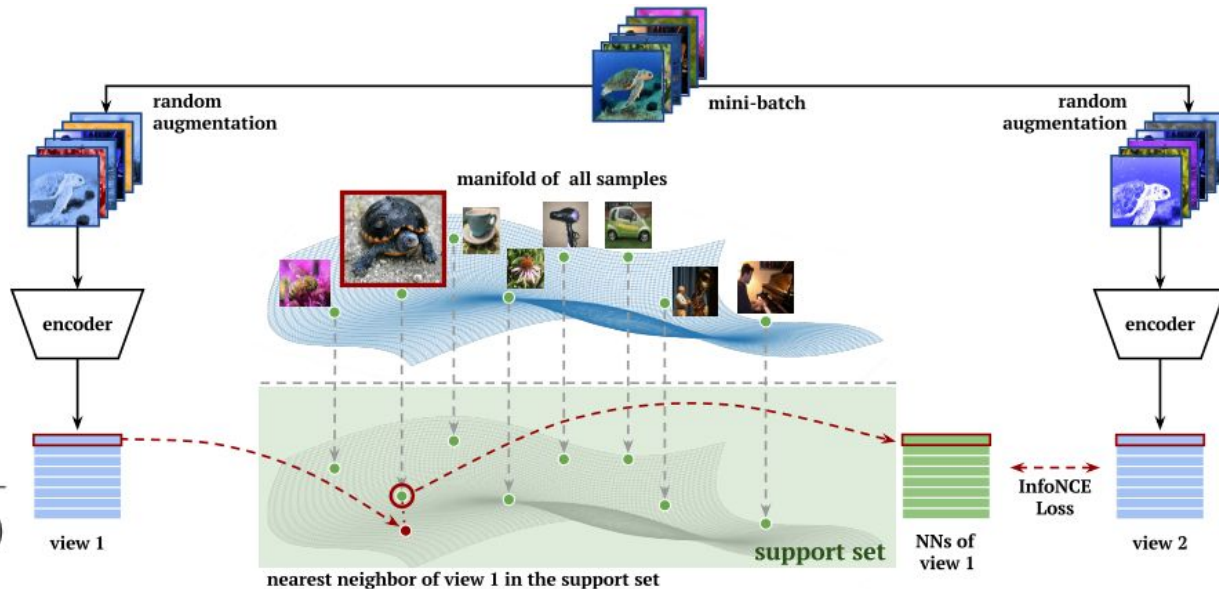 random
augmentation
mini-batch
random
augmentation
manifold of all samples
encoder
encoder
view 1
support set
nearest neighbor of view 1 in the support set
NNs of
view 1
InfoNCE
Loss
view 2